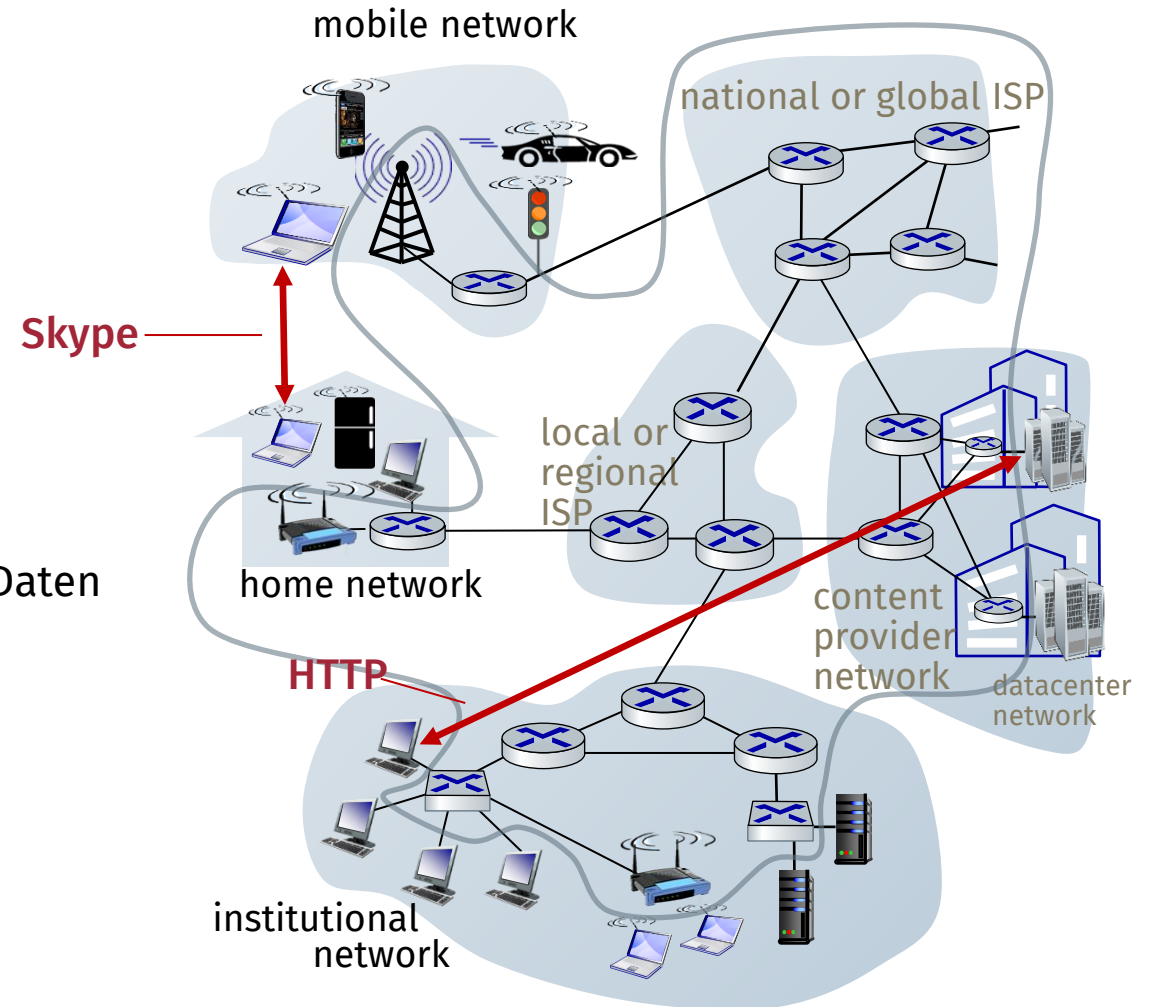 mobile network
national or global ISP
Skype
local or
regional
ISP
Daten
home network
content
provider
network
HTTP
datacenter
network
institutional
network